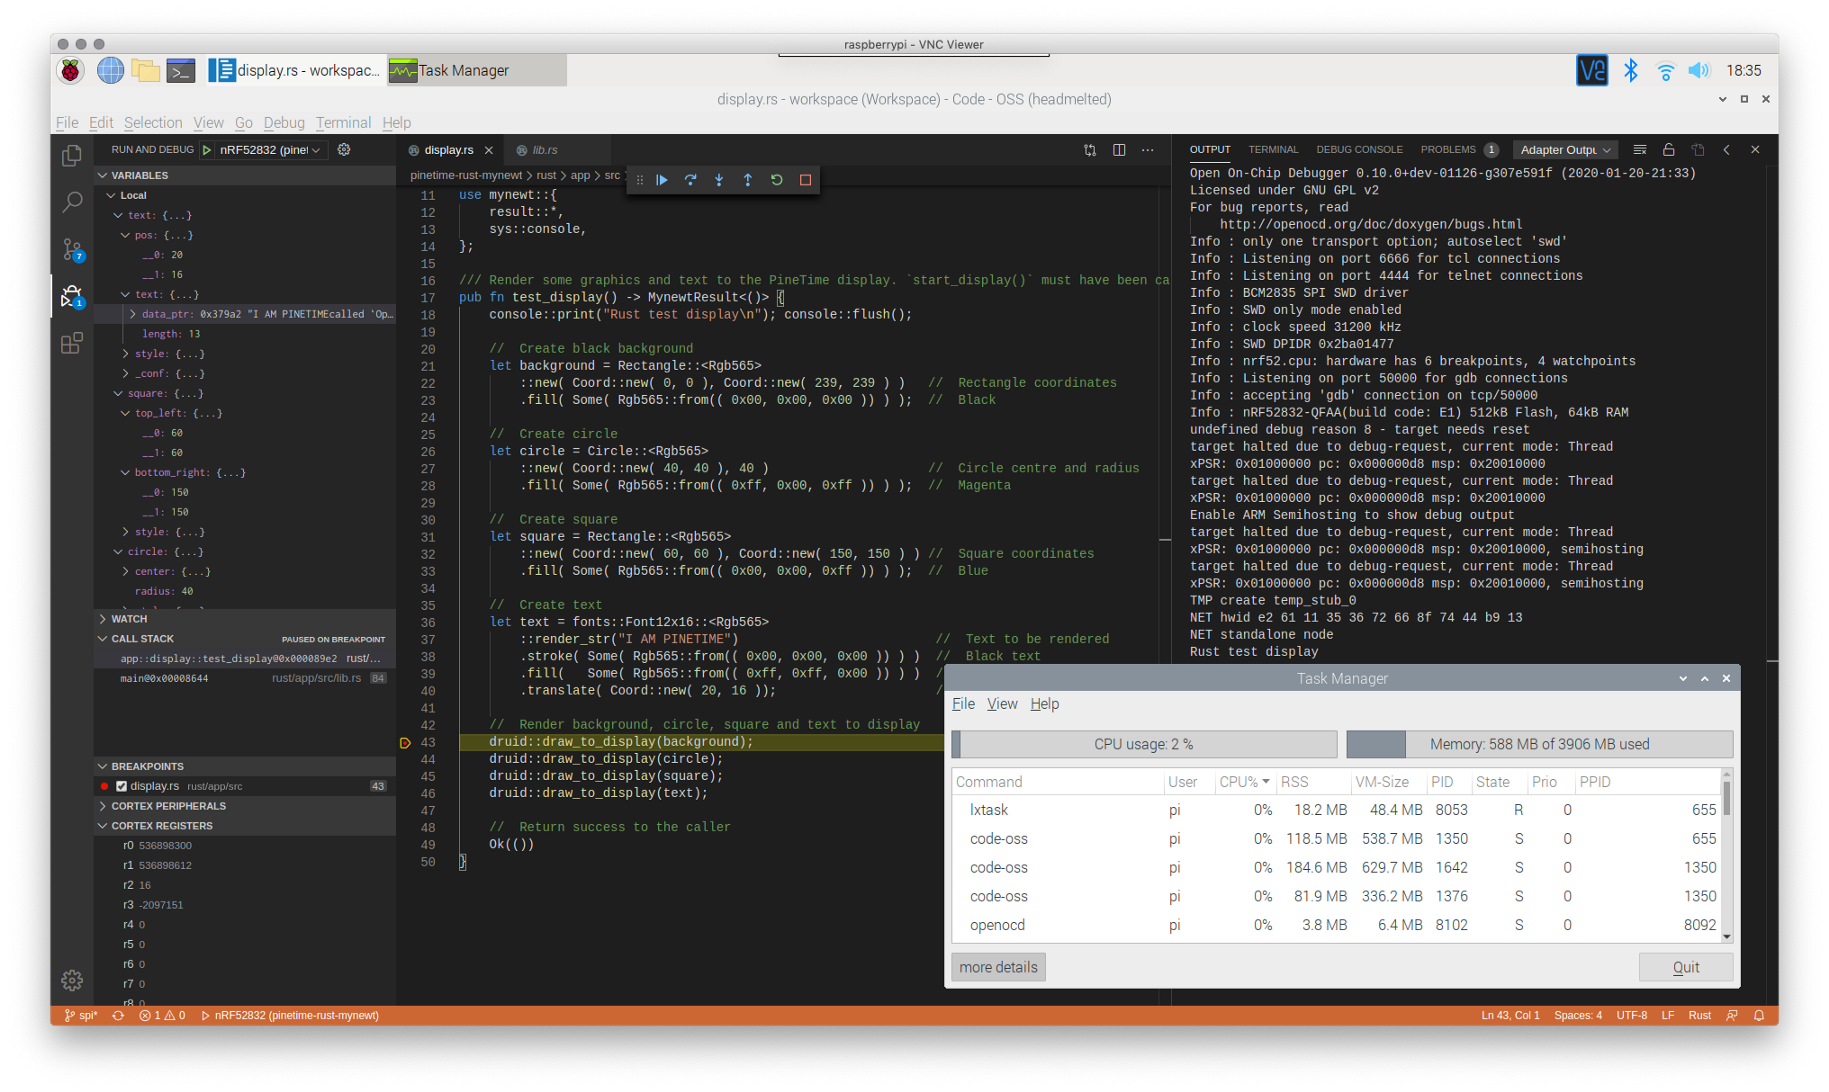 raspberrypi - VNC Viewer
display.rs - workspac...
Task Manager
18:35
display.rs - workspace (Workspace) - Code - OSS (headmelted)
File Edit Selection View Go Debug Terminal Help
RUN AND DEBUG nRF52832 (pinet
VARIABLES
Local
text: {...}
pos: {...}
__0: 20
__1: 16
text: {...}
data_ptr: 0x379a2 "I AM PINETIMEcalled 'Op...
length: 13
style: {...}
_conf: {...}
square: {...}
top_left: {...}
__0: 60
__1: 60
bottom_right: {...}
__0: 150
__1: 150
style: {...}
circle: {...}
center: {...}
radius: 40
WATCH
CALL STACK PAUSED ON BREAKPOINT
app::display::test_display@0x000089e2 rust/...
main@0x00008644 rust/app/src/lib.rs 84
BREAKPOINTS
display.rs rust/app/src 43
CORTEX PERIPHERALS
CORTEX REGISTERS
r0 536898300
r1 536898612
r2 16
r3 -2097151
r4 0
r5 0
r6 0
r7 0
r8 0
7
1
display.rs
lib.rs
pinetime-rust-mynewt > rust > app > src
11 use mynewt::{
12 result::*,
13 sys::console,
14 };
15
16 /// Render some graphics and text to the PineTime display. `start_display()` must have been ca
17 pub fn test_display() -> MynewtResult<()> {
18 console::print("Rust test display\n"); console::flush();
19
20 // Create black background
21 let background = Rectangle::<Rgb565>
22 ::new( Coord::new( 0, 0 ), Coord::new( 239, 239 ) ) // Rectangle coordinates
23 .fill( Some( Rgb565::from(( 0x00, 0x00, 0x00 )) ) ); // Black
24
25 // Create circle
26 let circle = Circle::<Rgb565>
27 ::new( Coord::new( 40, 40 ), 40 ) // Circle centre and radius
28 .fill( Some( Rgb565::from(( 0xff, 0x00, 0xff )) ) ); // Magenta
29
30 // Create square
31 let square = Rectangle::<Rgb565>
32 ::new( Coord::new( 60, 60 ), Coord::new( 150, 150 ) ) // Square coordinates
33 .fill( Some( Rgb565::from(( 0x00, 0x00, 0xff )) ) ); // Blue
34
35 // Create text
36 let text = fonts::Font12x16::<Rgb565>
37 ::render_str("I AM PINETIME") // Text to be rendered
38 .stroke( Some( Rgb565::from(( 0x00, 0x00, 0x00 )) ) ) // Black text
39 .fill( Some( Rgb565::from(( 0xff, 0xff, 0x00 )) ) ) /
40 .translate( Coord::new( 20, 16 )); /
41
42 // Render background, circle, square and text to display
43 druid::draw_to_display(background);
44 druid::draw_to_display(circle);
45 druid::draw_to_display(square);
46 druid::draw_to_display(text);
47
48 // Return success to the caller
49 Ok(())
50 }
OUTPUT TERMINAL DEBUG CONSOLE PROBLEMS 1 Adapter Outpu
Open On-Chip Debugger 0.10.0+dev-01126-g307e591f (2020-01-20-21:33)
Licensed under GNU GPL v2
For bug reports, read
http://openocd.org/doc/doxygen/bugs.html
Info : only one transport option; autoselect 'swd'
Info : Listening on port 6666 for tcl connections
Info : Listening on port 4444 for telnet connections
Info : BCM2835 SPI SWD driver
Info : SWD only mode enabled
Info : clock speed 31200 kHz
Info : SWD DPIDR 0x2ba01477
Info : nrf52.cpu: hardware has 6 breakpoints, 4 watchpoints
Info : Listening on port 50000 for gdb connections
Info : accepting 'gdb' connection on tcp/50000
Info : nRF52832-QFAA(build code: E1) 512kB Flash, 64kB RAM
undefined debug reason 8 - target needs reset
target halted due to debug-request, current mode: Thread
xPSR: 0x01000000 pc: 0x000000d8 msp: 0x20010000
target halted due to debug-request, current mode: Thread
xPSR: 0x01000000 pc: 0x000000d8 msp: 0x20010000
Enable ARM Semihosting to show debug output
target halted due to debug-request, current mode: Thread
xPSR: 0x01000000 pc: 0x000000d8 msp: 0x20010000, semihosting
target halted due to debug-request, current mode: Thread
xPSR: 0x01000000 pc: 0x000000d8 msp: 0x20010000, semihosting
TMP create temp_stub_0
NET hwid e2 61 11 35 36 72 66 8f 74 44 b9 13
NET standalone node
Rust test display
Task Manager
File View Help
CPU usage: 2 % Memory: 588 MB of 3906 MB used
Command User CPU% RSS VM-Size PID State Prio PPID
lxtask pi 0% 18.2 MB 48.4 MB 8053 R 0 655
code-oss pi 0% 118.5 MB 538.7 MB 1350 S 0 655
code-oss pi 0% 184.6 MB 629.7 MB 1642 S 0 1350
code-oss pi 0% 81.9 MB 336.2 MB 1376 S 0 1350
openocd pi 0% 3.8 MB 6.4 MB 8102 S 0 8092
more details Quit
spi* 1 0 nRF52832 (pinetime-rust-mynewt) Ln 43, Col 1 Spaces: 4 UTF-8 LF Rust